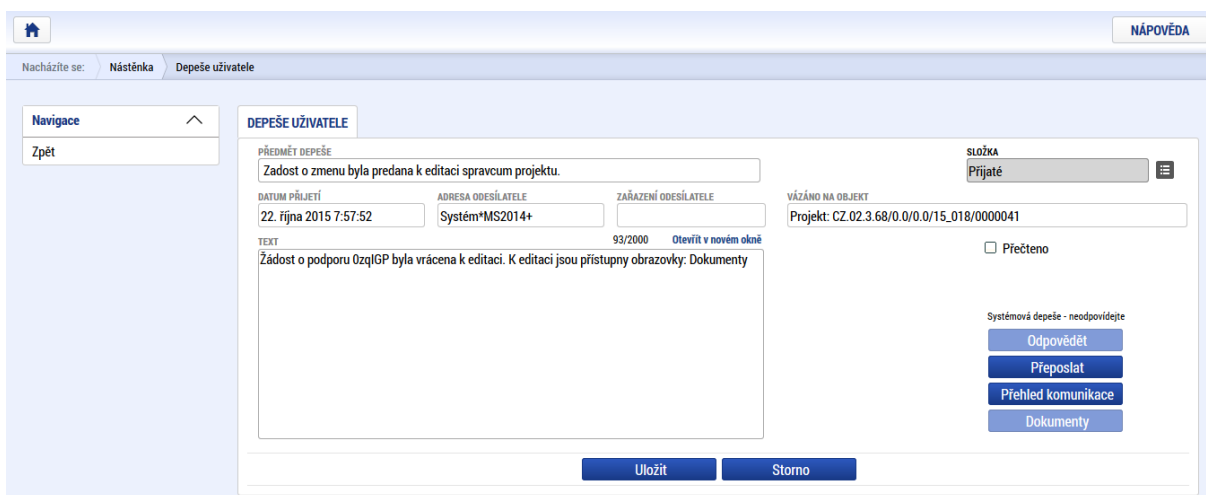 NÁPOVĚDA
Nacházíte se: Nástěnka Depeše uživatele
Navigace
Zpět
DEPEŠE UŽIVATELE
PŘEDMĚT DEPEŠE
Zadost o zmenu byla predana k editaci spravcum projektu.
SLOŽKA
Přijaté
DATUM PŘIJETÍ
22. října 2015 7:57:52
ADRESA ODESÍLATELE
Systém*MS2014+
ZAŘAZENÍ ODESÍLATELE
VÁZÁNO NA OBJEKT
Projekt: CZ.02.3.68/0.0/0.0/15_018/0000041
TEXT 93/2000 Otevřít v novém okně
Žádost o podporu 0zqIGP byla vrácena k editaci. K editaci jsou přístupny obrazovky: Dokumenty
Přečteno
Systémová depeše - neodpovídejte
Odpovědět
Přeposlat
Přehled komunikace
Dokumenty
Uložit Storno